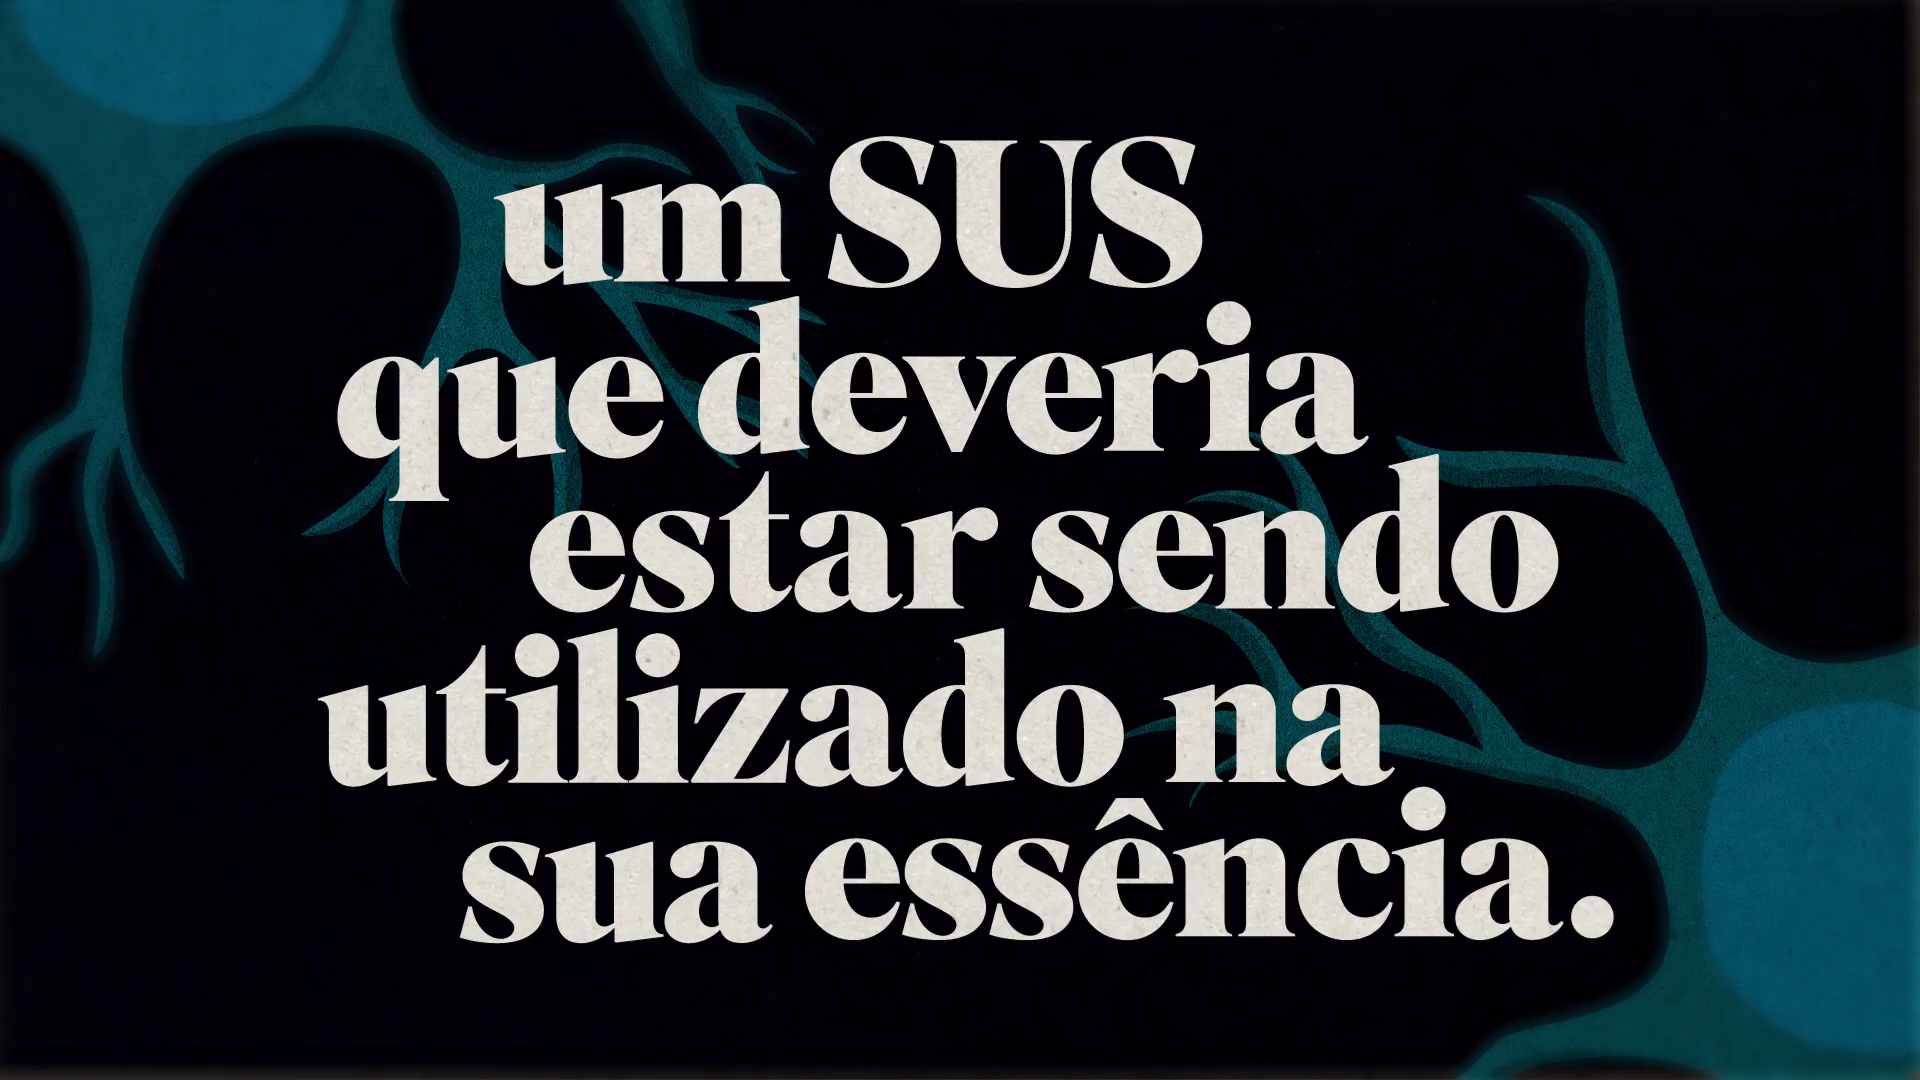 um SUS
que deveria
estar sendo
utilizado na
sua essência.